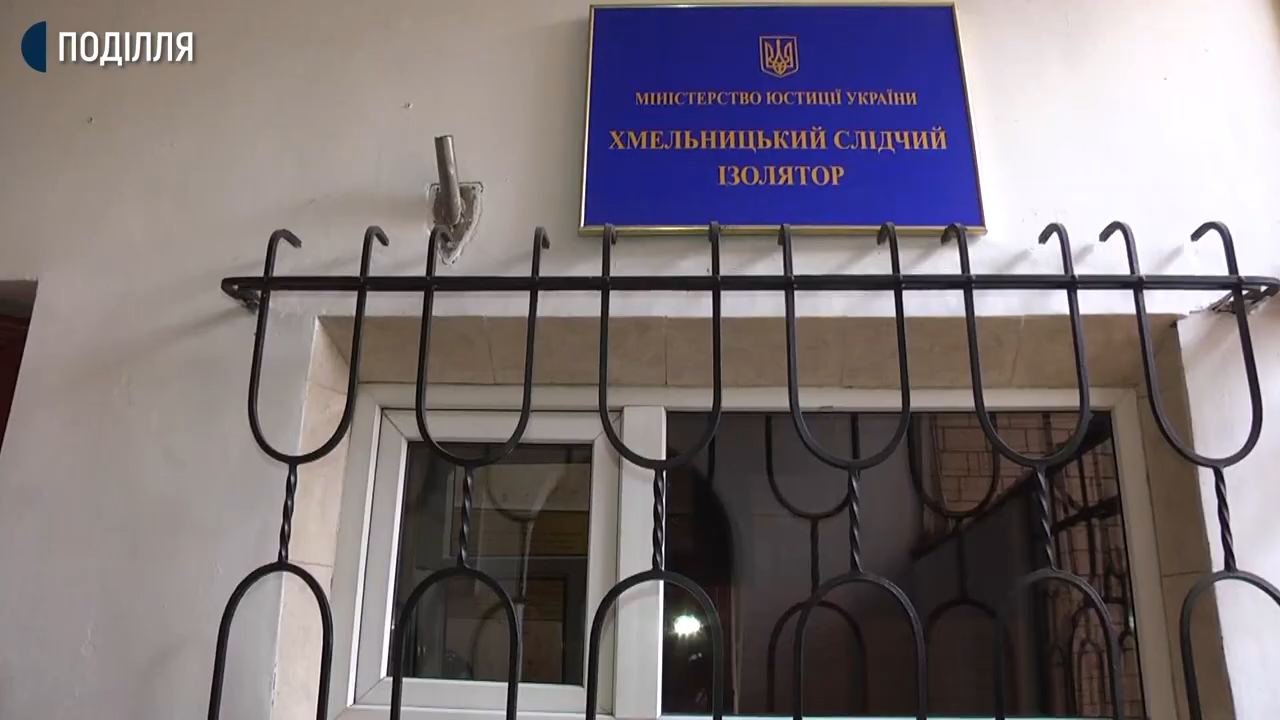 ПОДІЛЛЯ
МІНІСТЕРСТВО ЮСТИЦІЇ УКРАЇНИ
ХМЕЛЬНИЦЬКИЙ СЛІДЧИЙ
ІЗОЛЯТОР